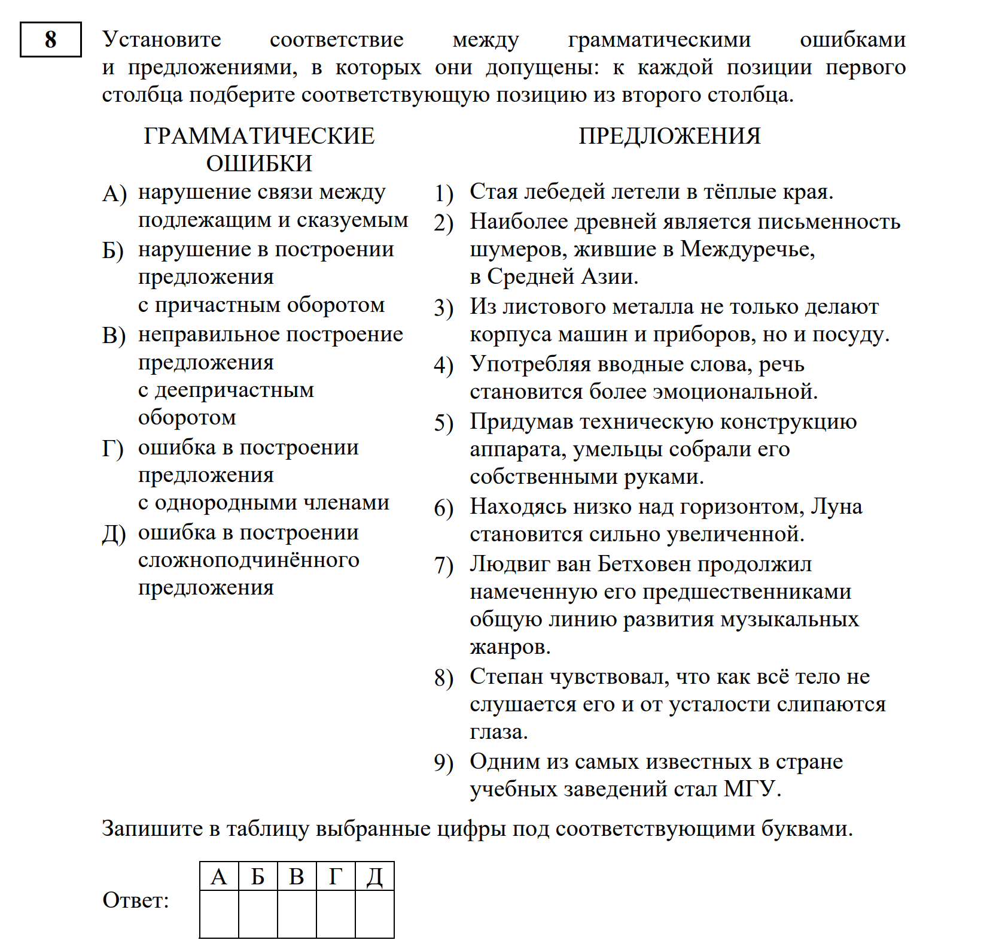 8
Установите соответствие между грамматическими ошибками
и предложениями, в которых они допущены: к каждой позиции первого
столбца подберите соответствующую позицию из второго столбца.
ГРАММАТИЧЕСКИЕ
ОШИБКИ
А) нарушение связи между
подлежащим и сказуемым
Б) нарушение в построении
предложения
с причастным оборотом
В) неправильное построение
предложения
с деепричастным
оборотом
Г) ошибка в построении
предложения
с однородными членами
Д) ошибка в построении
сложноподчинённого
предложения
ПРЕДЛОЖЕНИЯ
1) Стая лебедей летели в тёплые края.
2) Наиболее древней является письменность
шумеров, жившие в Междуречье,
в Средней Азии.
3) Из листового металла не только делают
корпуса машин и приборов, но и посуду.
4) Употребляя вводные слова, речь
становится более эмоциональной.
5) Придумав техническую конструкцию
аппарата, умельцы собрали его
собственными руками.
6) Находясь низко над горизонтом, Луна
становится сильно увеличенной.
7) Людвиг ван Бетховен продолжил
намеченную его предшественниками
общую линию развития музыкальных
жанров.
8) Степан чувствовал, что как всё тело не
слушается его и от усталости слипаются
глаза.
9) Одним из самых известных в стране
учебных заведений стал МГУ.
Запишите в таблицу выбранные цифры под соответствующими буквами.
А Б В Г Д
Ответ: